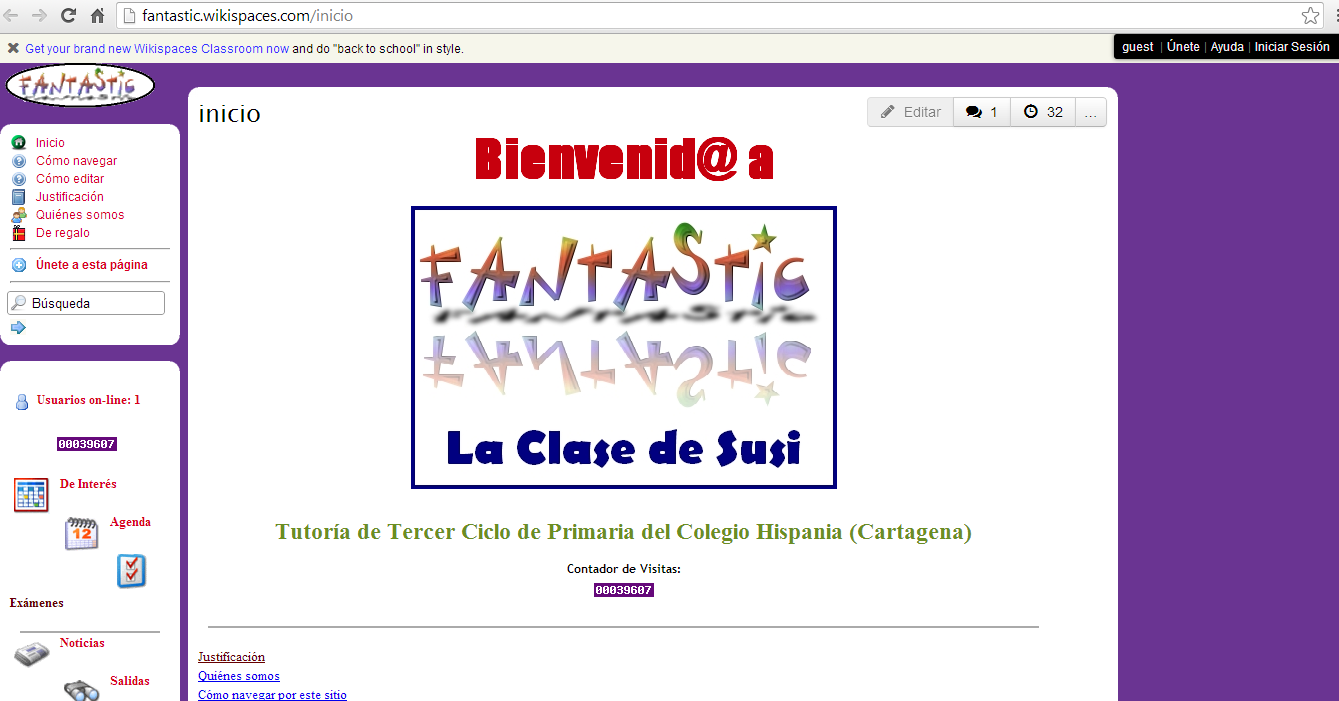 fantastic.wikispaces.com/inicio
Get your brand new Wikispaces Classroom now and do "back to school" in style.
guest | Únete | Ayuda | Iniciar Sesión
FANTASTIC
Inicio
Cómo navegar
Cómo editar
Justificación
Quiénes somos
De regalo
Únete a esta página
Búsqueda
Usuarios on-line: 1
00039607
De Interés
Agenda
12
Exámenes
Noticias
Salidas
inicio
Editar
1
32
...
Bienvenid@ a
FANTASTIC
La Clase de Susi
Tutoría de Tercer Ciclo de Primaria del Colegio Hispania (Cartagena)
Contador de Visitas:
00039607
Justificación
Quiénes somos
Cómo navegar por este sitio